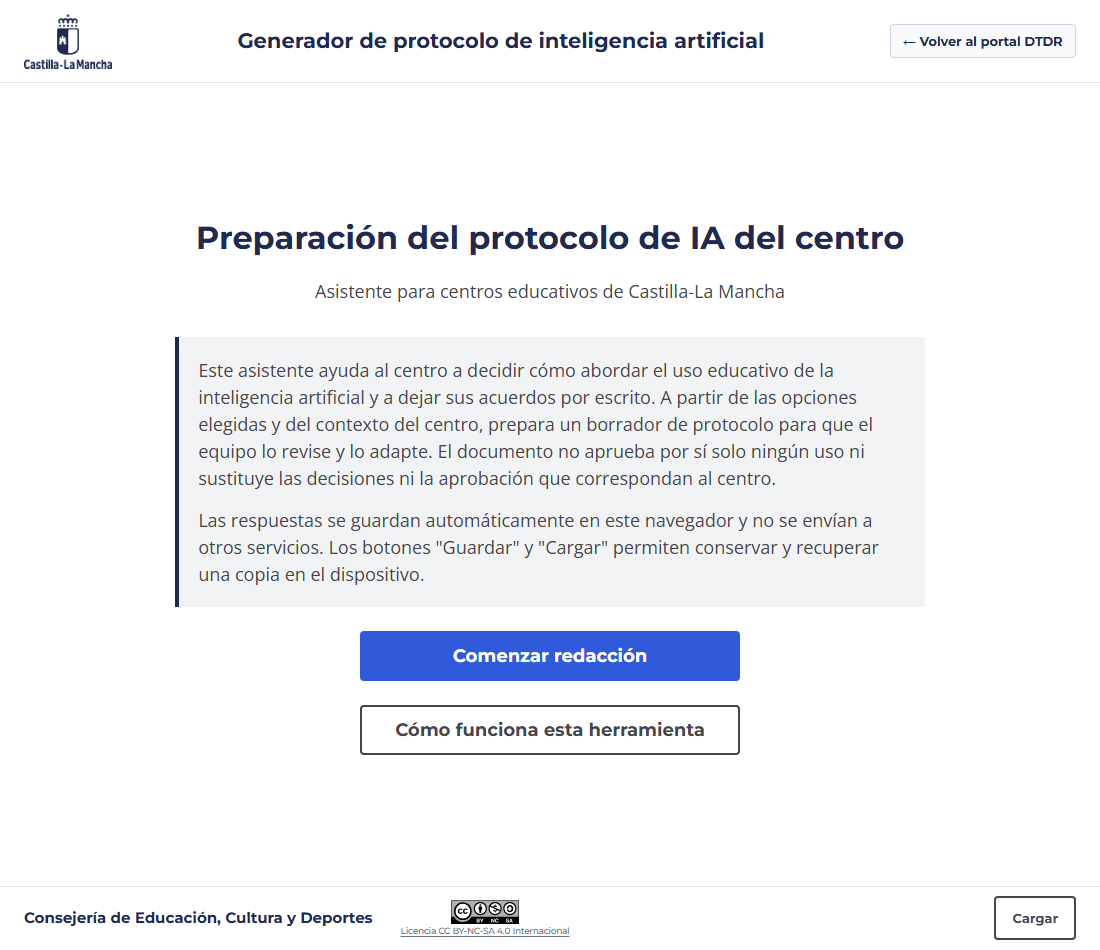 Castilla-La Mancha
Generador de protocolo de inteligencia artificial
← Volver al portal DTDR
Preparación del protocolo de IA del centro
Asistente para centros educativos de Castilla-La Mancha
Este asistente ayuda al centro a decidir cómo abordar el uso educativo de la
inteligencia artificial y a dejar sus acuerdos por escrito. A partir de las opciones
elegidas y del contexto del centro, prepara un borrador de protocolo para que el
equipo lo revise y lo adapte. El documento no aprueba por sí solo ningún uso ni
sustituye las decisiones ni la aprobación que correspondan al centro.
Las respuestas se guardan automáticamente en este navegador y no se envían a
otros servicios. Los botones "Guardar" y "Cargar" permiten conservar y recuperar
una copia en el dispositivo.
Comenzar redacción
Cómo funciona esta herramienta
Consejería de Educación, Cultura y Deportes
cc BY NC SA
Licencia CC BY-NC-SA 4.0 Internacional
Cargar